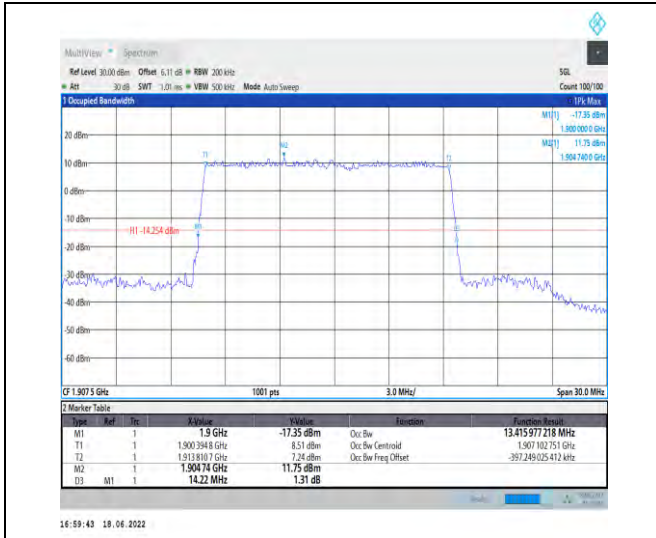 MultiView Spectrum
Ref Level 30.00 dBm Offset 6.11 dB RBW 200 kHz SGL
Att 30 dB SWT 1.01 ms VBW 500 kHz Mode Auto Sweep Count 100/100
1 Occupied Bandwidth 1Pk Max
M1[1] -17.35 dBm
1.900 000 0 GHz
M2[1] 11.75 dBm
1.904 740 0 GHz
20 dBm
M2
T1
T2
10 dBm
0 dBm
-10 dBm
H1 -14.254 dBm
M1
D3
-20 dBm
-30 dBm
-40 dBm
-50 dBm
-60 dBm
CF 1.907 5 GHz 1001 pts 3.0 MHz/ Span 30.0 MHz
2 Marker Table
Type Ref Trc X-Value Y-Value Function Function Result
M1 1 1.9 GHz -17.35 dBm Occ Bw 13.415 977 218 MHz
T1 1 1.900 394 8 GHz 8.51 dBm Occ Bw Centroid 1.907 102 751 GHz
T2 1 1.913 810 7 GHz 7.24 dBm Occ Bw Freq Offset -397.249 025 412 kHz
M2 1 1.904 74 GHz 11.75 dBm
D3 M1 1 14.22 MHz 1.31 dB
16:59:43 18.06.2022